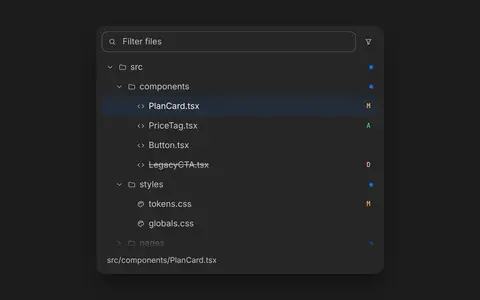 Filter files
src
components
PlanCard.tsx M
PriceTag.tsx A
Button.tsx
LegacyCTA.tsx D
styles
tokens.css M
globals.css
pages
src/components/PlanCard.tsx